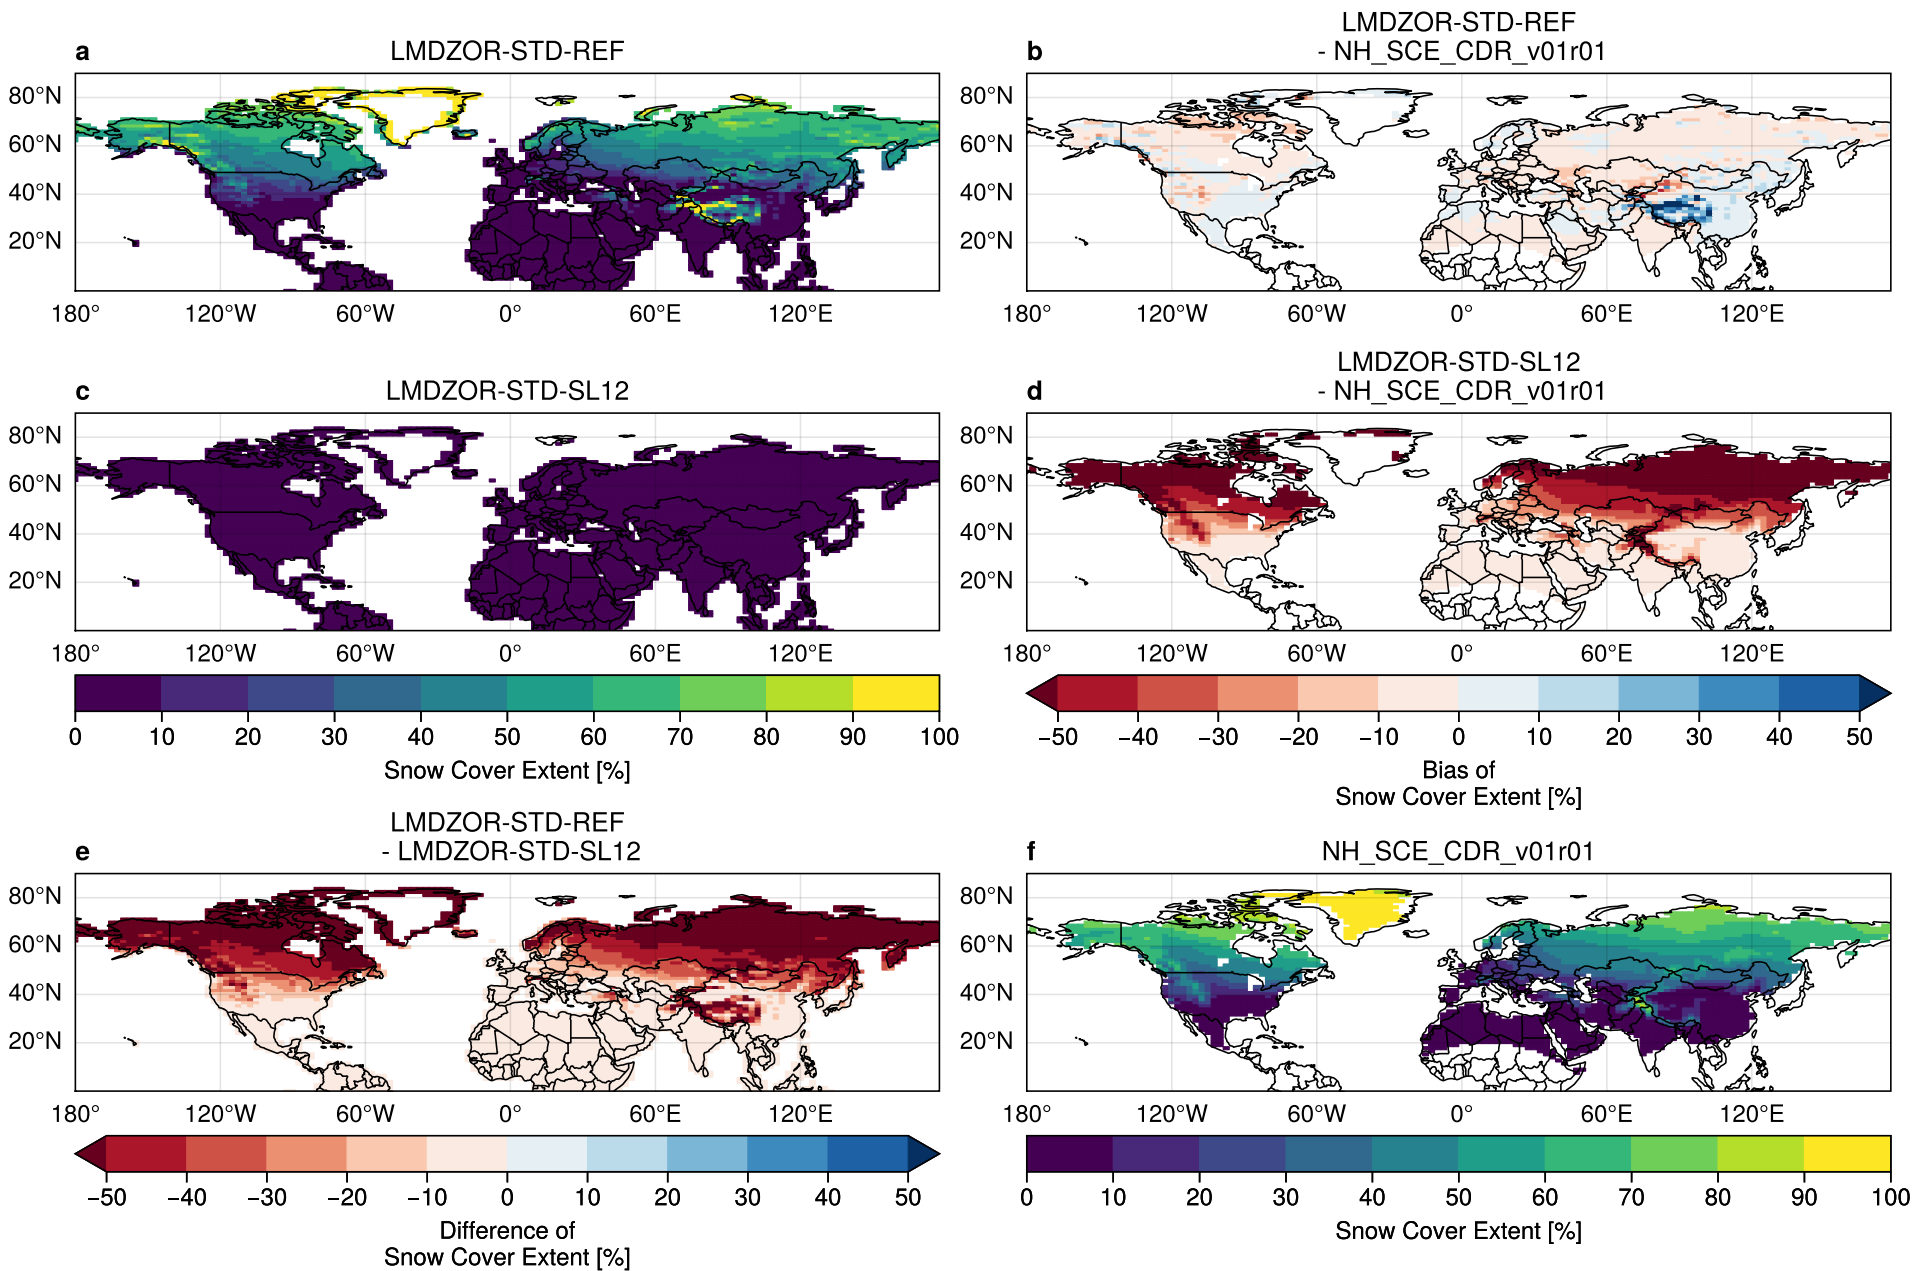 a
LMDZOR-STD-REF
80°N
60°N
40°N
20°N
180°
120°W
60°W
0°
60°E
120°E
b
LMDZOR-STD-REF
- NH_SCE_CDR_v01r01
80°N
60°N
40°N
20°N
180°
120°W
60°W
0°
60°E
120°E
c
LMDZOR-STD-SL12
80°N
60°N
40°N
20°N
180°
120°W
60°W
0°
60°E
120°E
0 10 20 30 40 50 60 70 80 90 100
Snow Cover Extent [%]
d
LMDZOR-STD-SL12
- NH_SCE_CDR_v01r01
80°N
60°N
40°N
20°N
180°
120°W
60°W
0°
60°E
120°E
−50 −40 −30 −20 −10 0 10 20 30 40 50
Bias of
Snow Cover Extent [%]
e
LMDZOR-STD-REF
- LMDZOR-STD-SL12
80°N
60°N
40°N
20°N
180°
120°W
60°W
0°
60°E
120°E
−50 −40 −30 −20 −10 0 10 20 30 40 50
Difference of
Snow Cover Extent [%]
f
NH_SCE_CDR_v01r01
80°N
60°N
40°N
20°N
180°
120°W
60°W
0°
60°E
120°E
0 10 20 30 40 50 60 70 80 90 100
Snow Cover Extent [%]